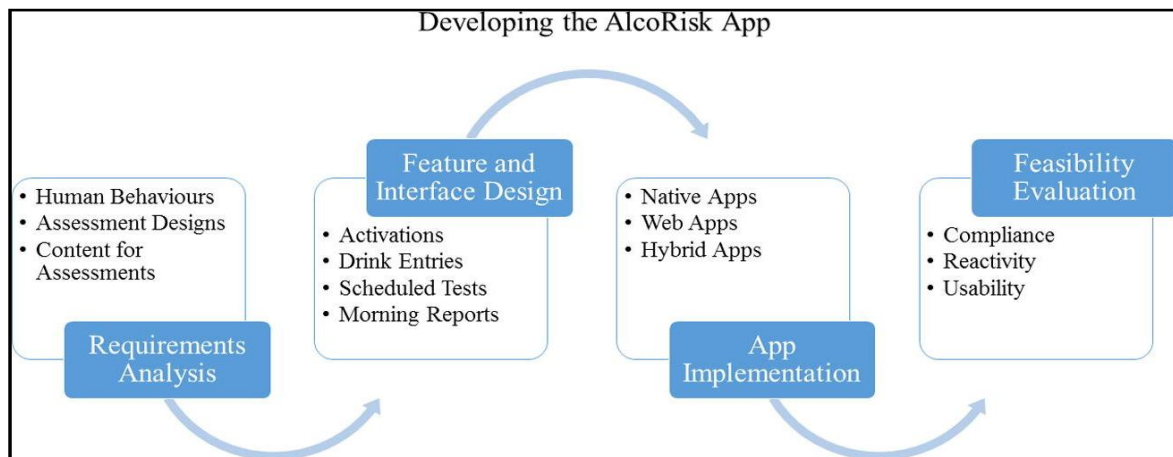 Developing the AlcoRisk App
• Human Behaviours
• Assessment Designs
• Content for
Assessments
Requirements
Analysis
Feature and
Interface Design
• Activations
• Drink Entries
• Scheduled Tests
• Morning Reports
• Native Apps
• Web Apps
• Hybrid Apps
App
Implementation
Feasibility
Evaluation
• Compliance
• Reactivity
• Usability